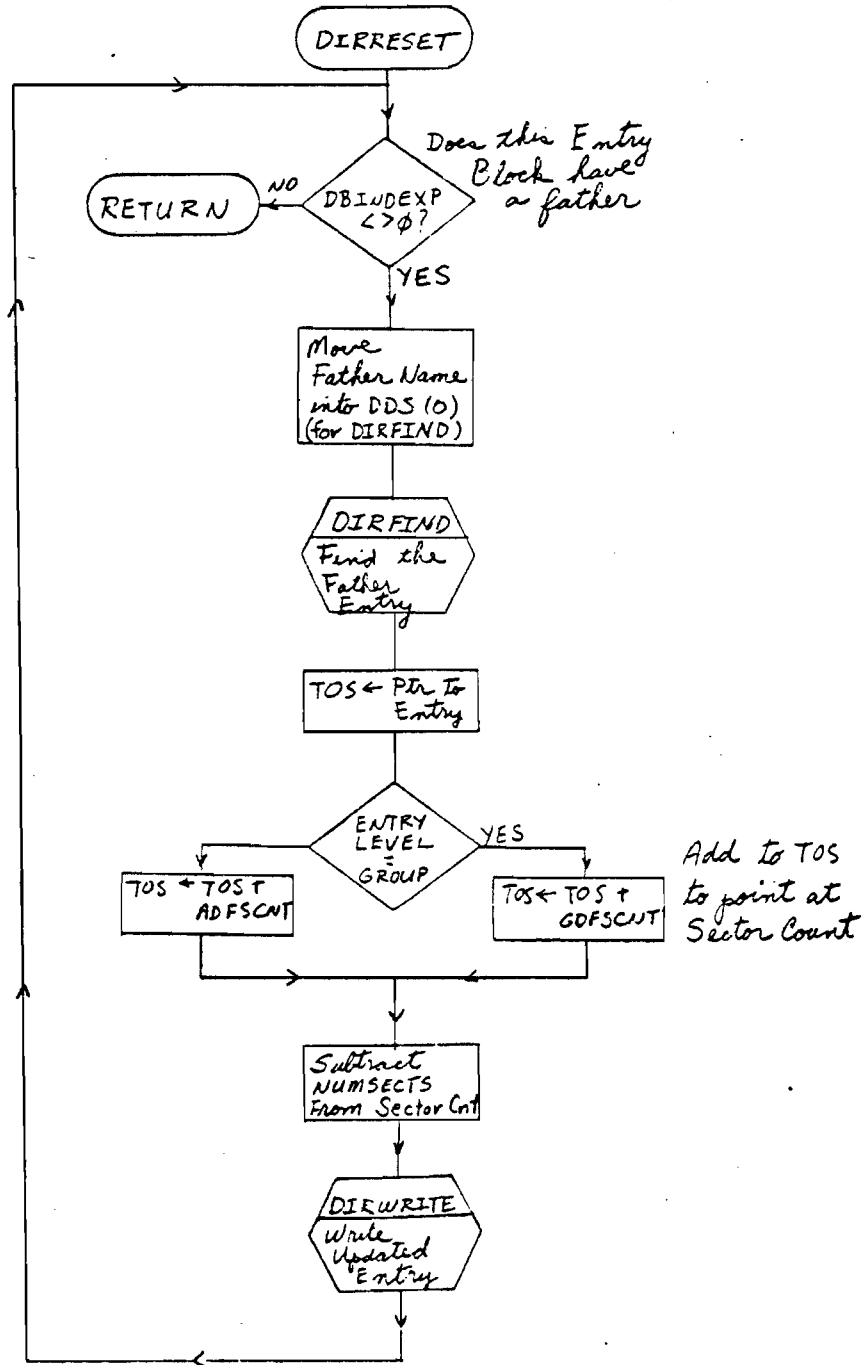 DIRRESET
Does this Entry
Block have
a father
DBINDEXP
<>Ø?
NO
RETURN
YES
Move
Father Name
into DDS (0)
(for DIRFIND)
DIRFIND
Find the
Father
Entry
TOS ← Ptr To
Entry
ENTRY
LEVEL
=
GROUP
YES
TOS ← TOS +
ADFSCNT
TOS ← TOS +
GDFSCNT
Add to TOS
to point at
Sector Count
Subtract
NUMSECTS
From Sector Cnt
DIRWRITE
Write
Updated
Entry